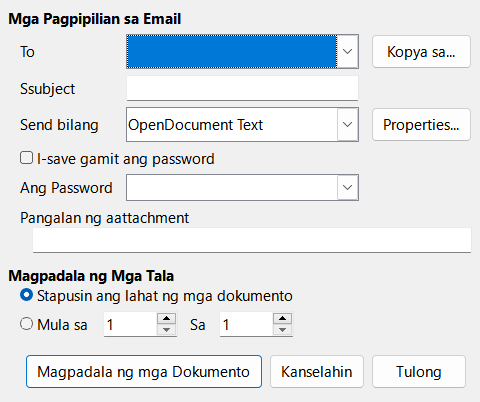 Mga Pagpipilian sa Email
To
Kopya sa...
Ssubject
Send bilang OpenDocument Text Properties...
I-save gamit ang password
Ang Password
Pangalan ng aattachment
Magpadala ng Mga Tala
Stapusin ang lahat ng mga dokumento
Mula sa 1 Sa 1
Magpadala ng mga Dokumento Kanselahin Tulong